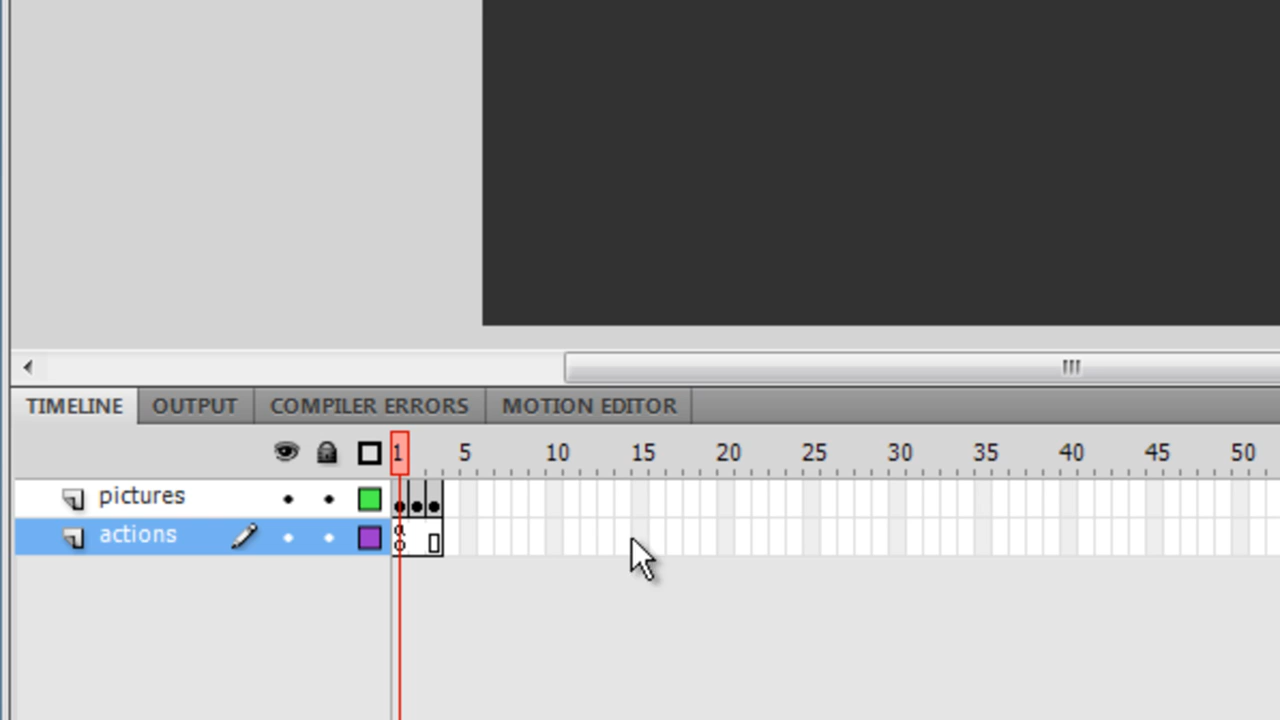 TIMELINE OUTPUT COMPILER ERRORS MOTION EDITOR
1 5 10 15 20 25 30 35 40 45 50
pictures
actions